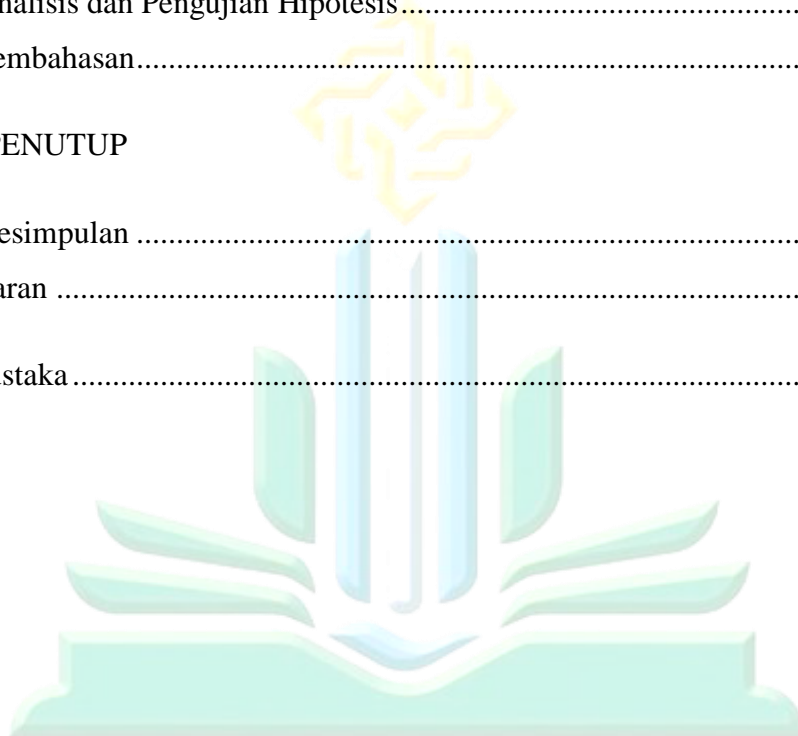 nalisis dan Pengujian Hipotesis.......................................................
embahasan...................................................................................
ENUTUP
esimpulan ....................................................................................
aran ..............................................................................................
staka .............................................................................................